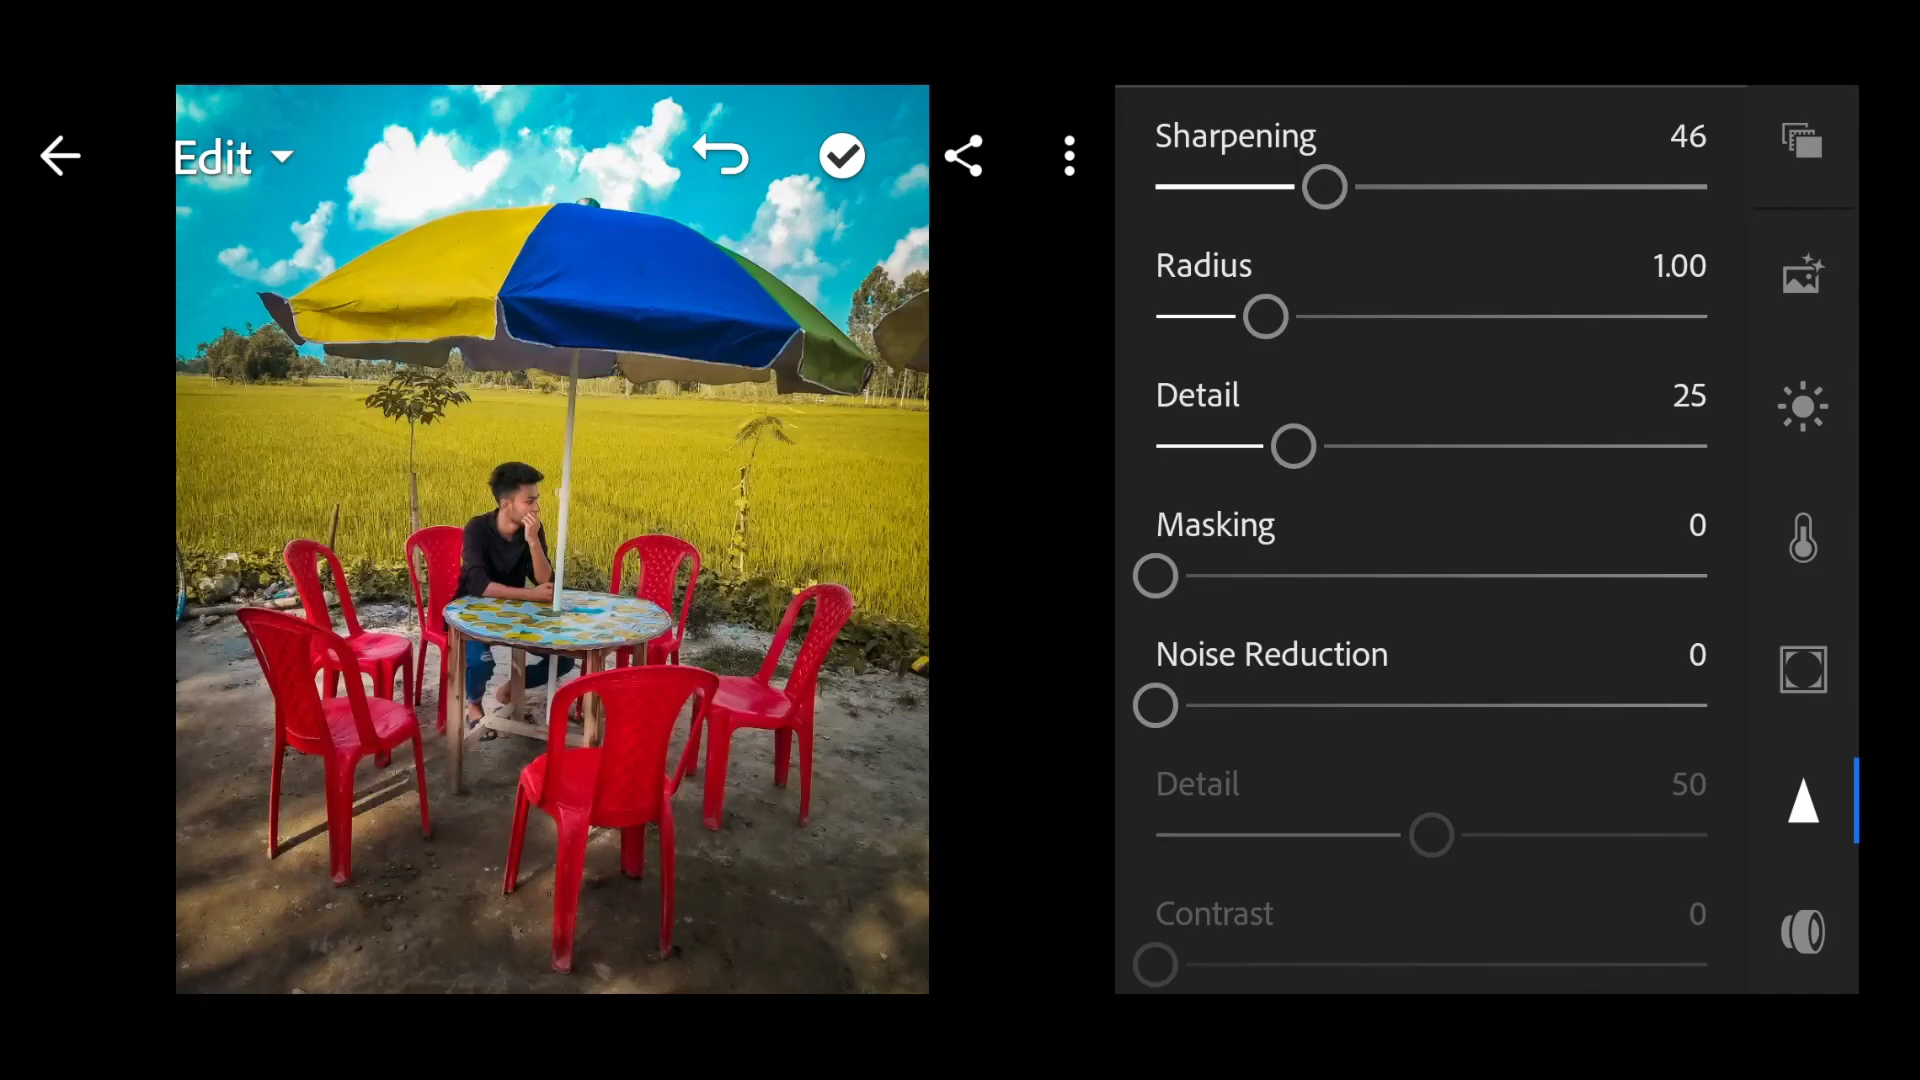 Edit
Sharpening 46
Radius 1.00
Detail 25
Masking 0
Noise Reduction 0
Detail 50
Contrast 0